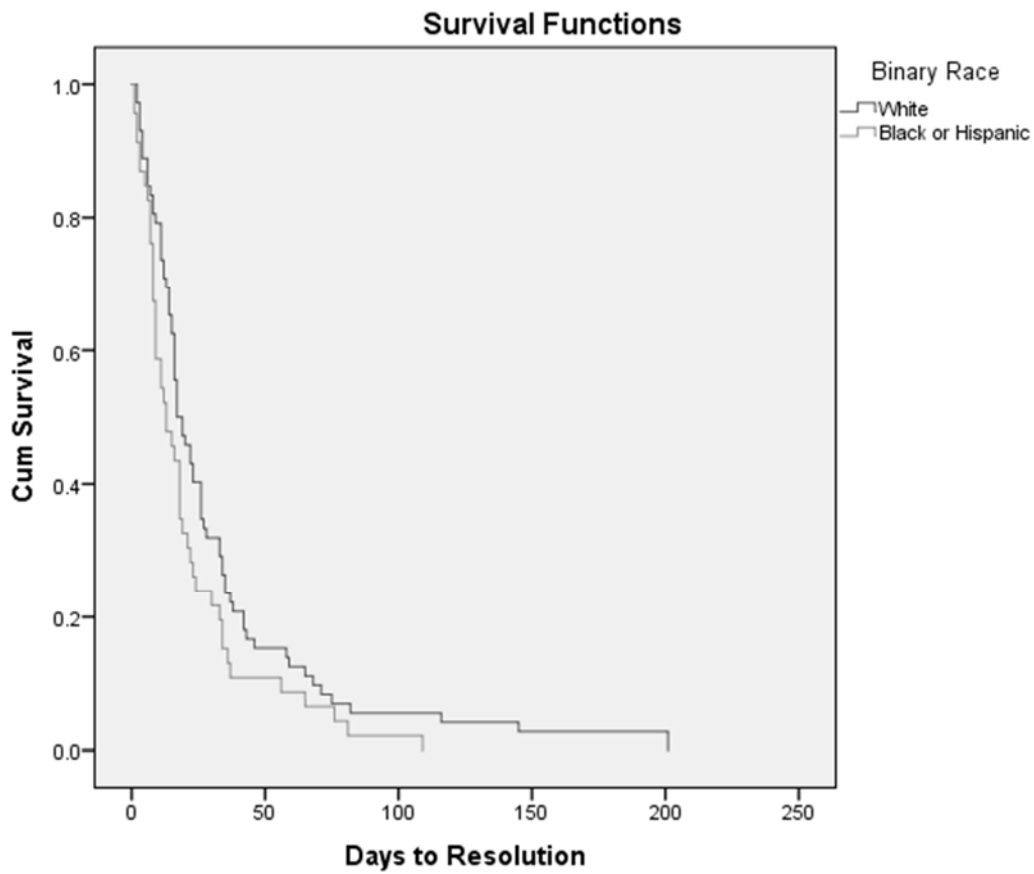 Survival Functions
Binary Race
White
Black or Hispanic
1.0
0.8
0.6
0.4
0.2
0.0
Cum Survival
0 50 100 150 200 250
Days to Resolution